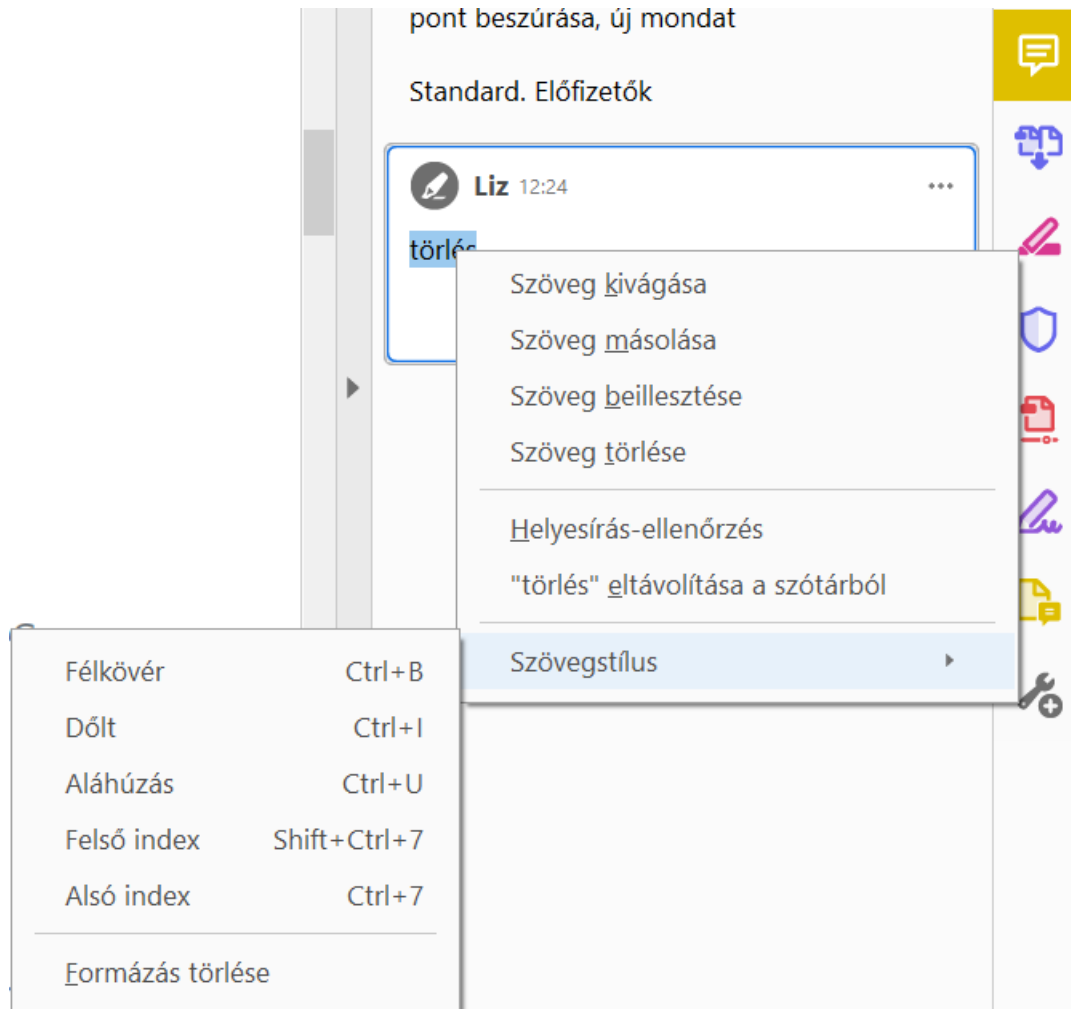 pont beszúrása, új mondat
Standard. Előfizetők
Liz 12:24
törlés
Szöveg kivágása
Szöveg másolása
Szöveg beillesztése
Szöveg törlése
Helyesírás-ellenőrzés
"törlés" eltávolítása a szótárból
Szövegstílus
Félkövér Ctrl+B
Dőlt Ctrl+I
Aláhúzás Ctrl+U
Felső index Shift+Ctrl+7
Alsó index Ctrl+7
Formázás törlése